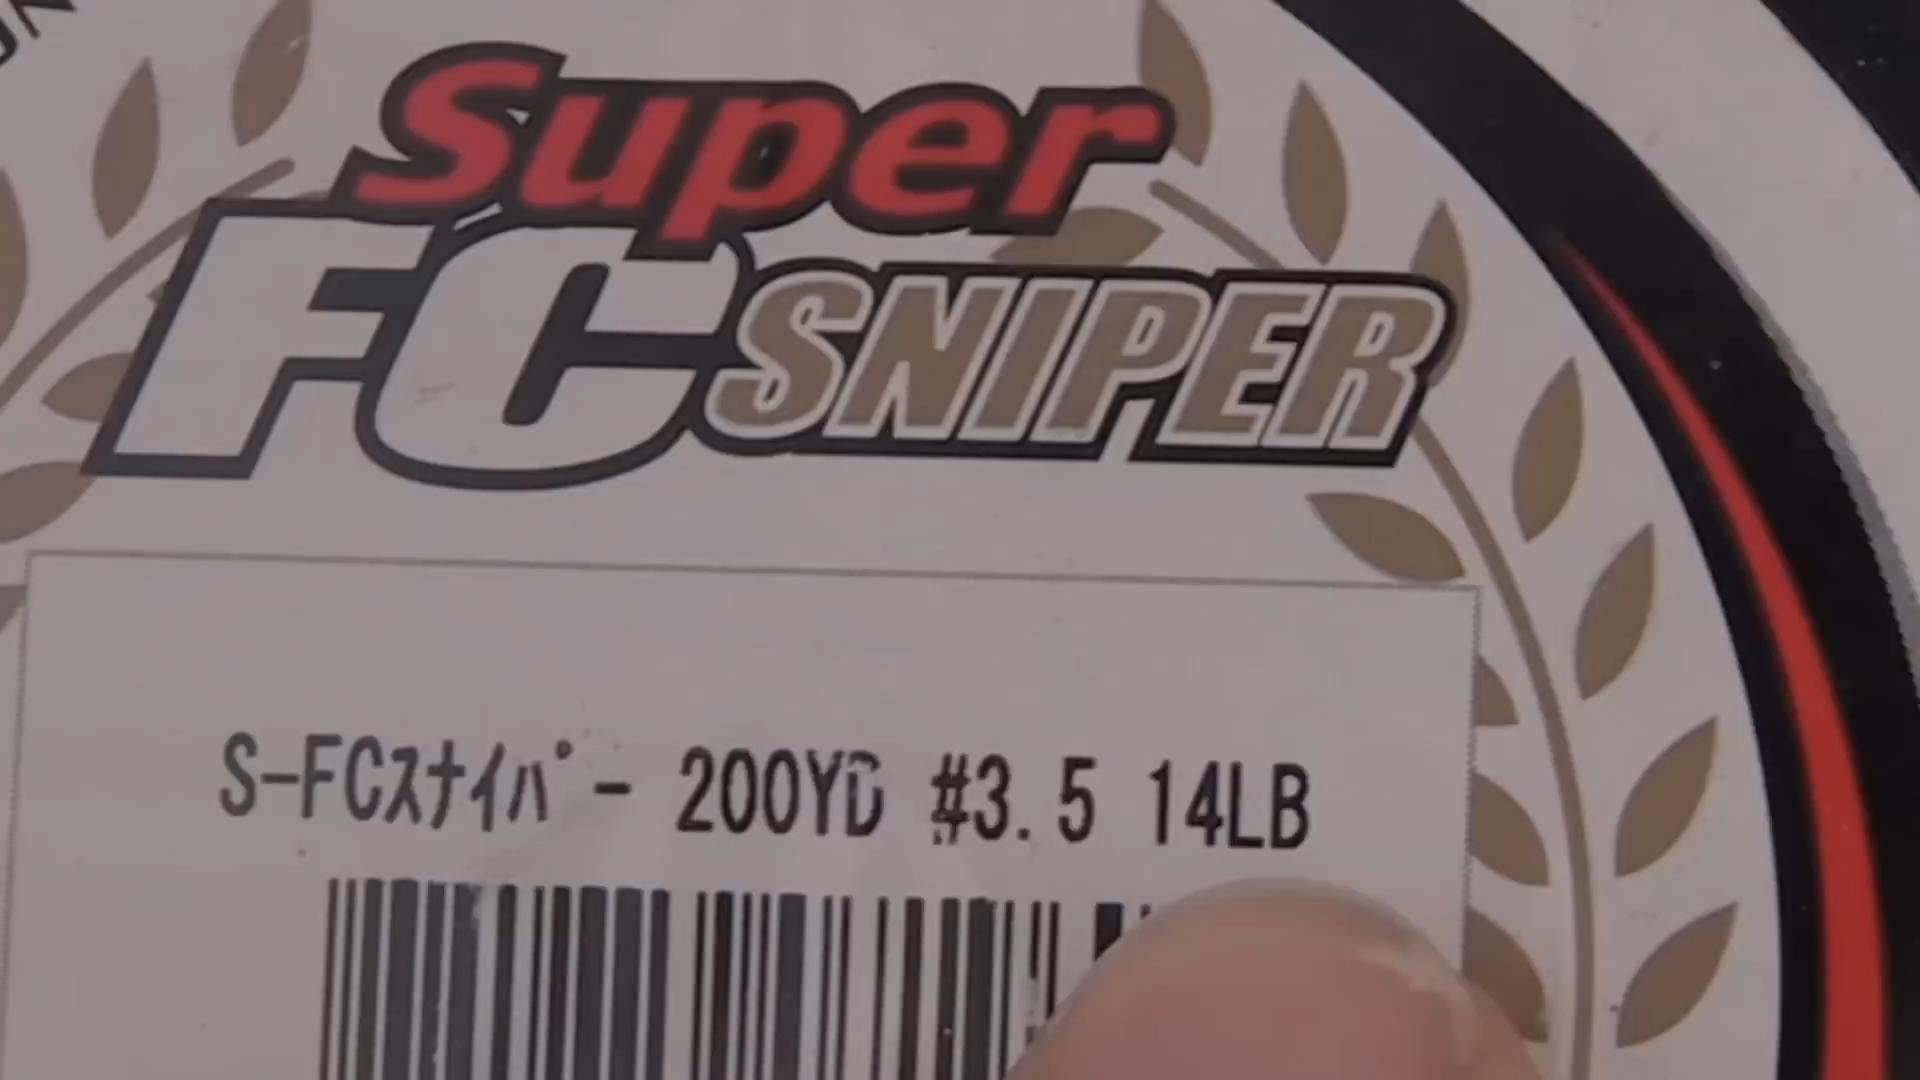 Super
FC SNIPER
S-FCｽﾅｲﾊﾟｰ 200YD #3.5 14LB